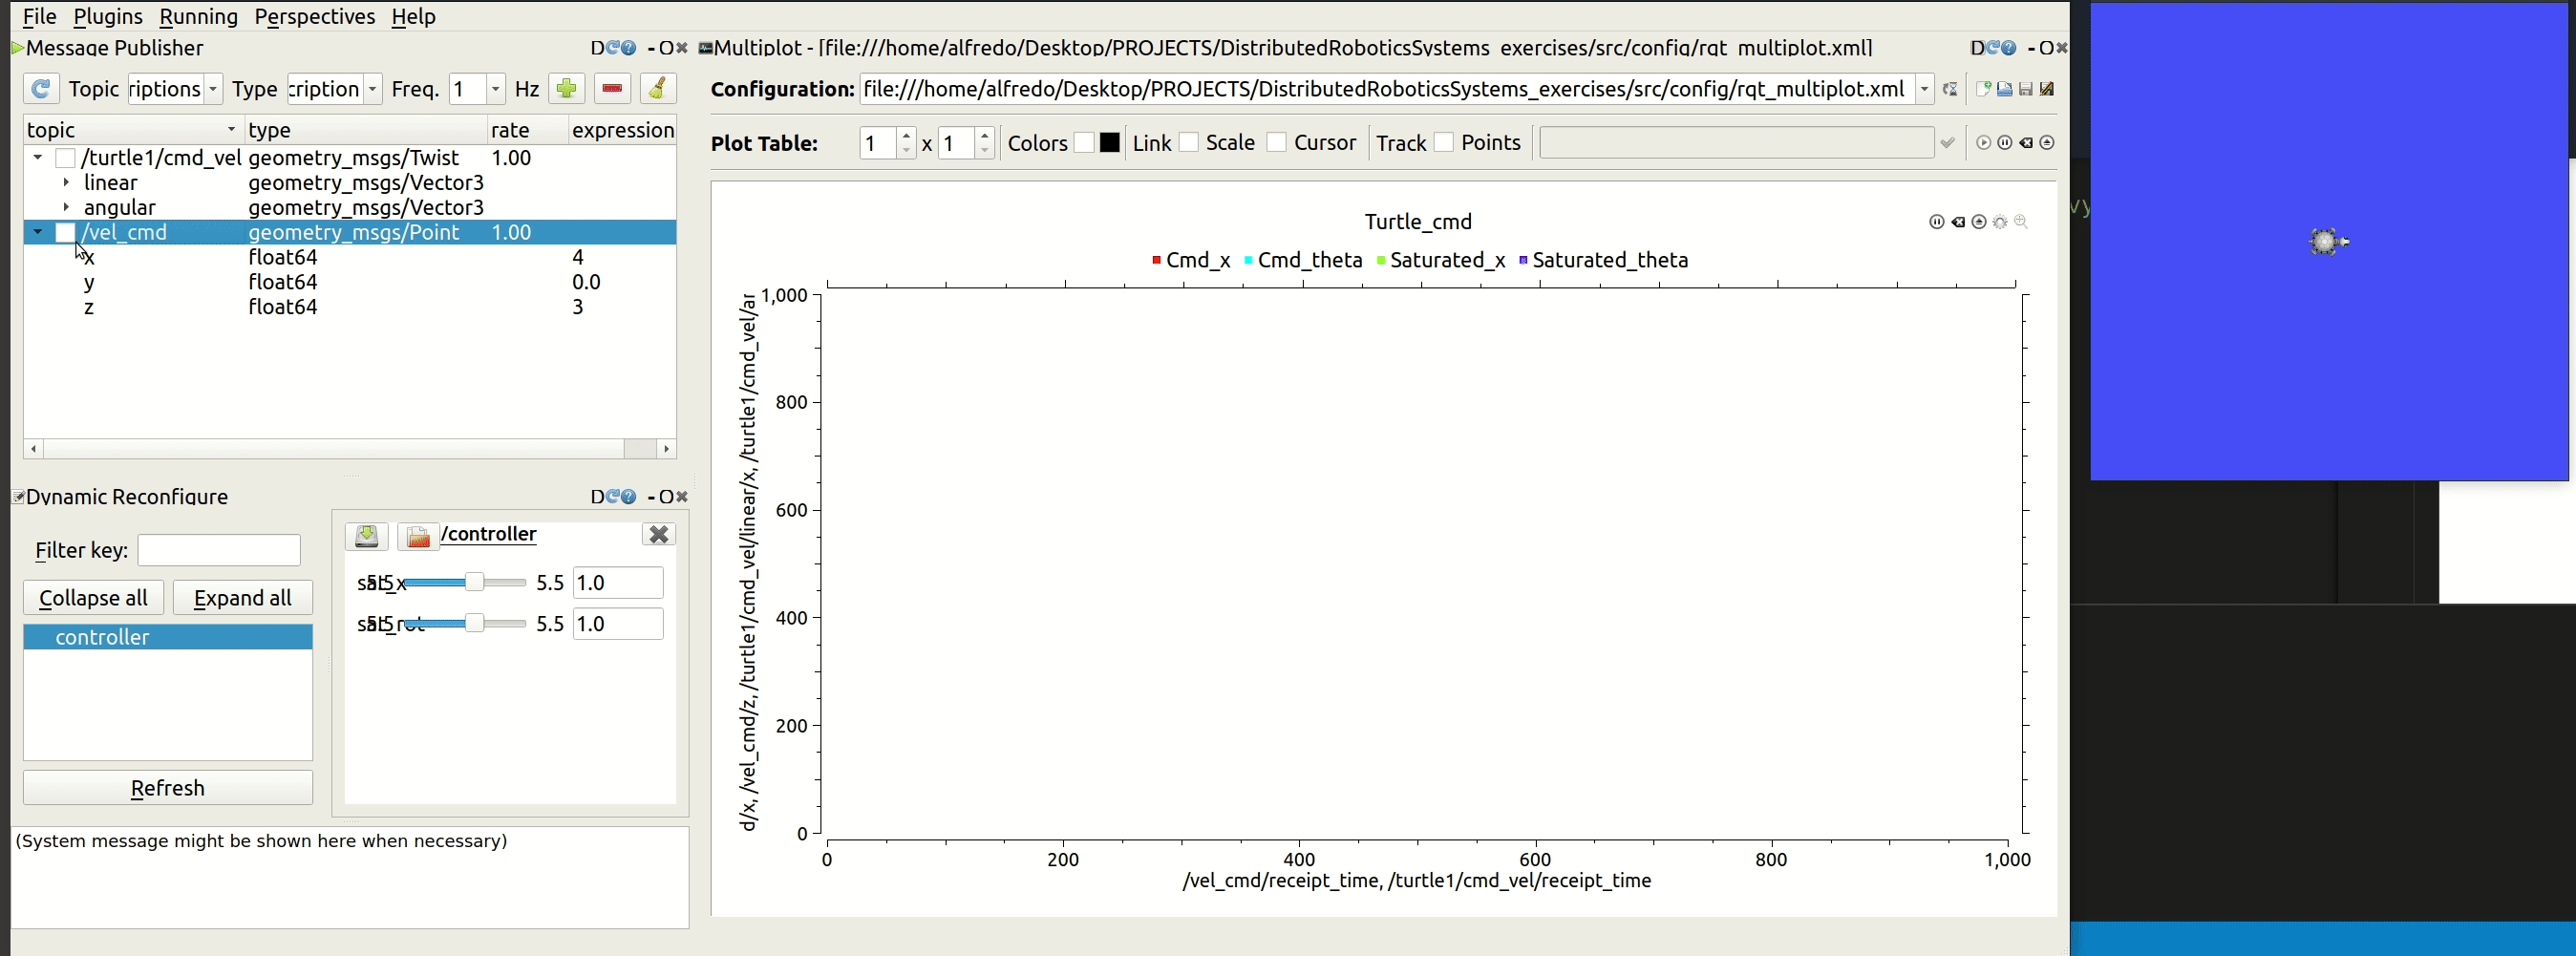 File Plugins Running Perspectives Help
Message Publisher D - O
Multiplot - [file:///home/alfredo/Desktop/PROJECTS/DistributedRoboticsSystems_exercises/src/config/rqt_multiplot.xml] D - O
Topic riptions Type cription Freq. 1 Hz
Configuration: file:///home/alfredo/Desktop/PROJECTS/DistributedRoboticsSystems_exercises/src/config/rqt_multiplot.xml
topic type rate expression
Plot Table: 1 x 1 Colors Link Scale Cursor Track Points
/turtle1/cmd_vel geometry_msgs/Twist 1.00
linear geometry_msgs/Vector3
angular geometry_msgs/Vector3
/vel_cmd geometry_msgs/Point 1.00
x float64 4
y float64 0.0
z float64 3
Turtle_cmd
Cmd_x Cmd_theta Saturated_x Saturated_theta
1,000
800
600
400
200
0
d/x, /vel_cmd/z, /turtle1/cmd_vel/linear/x, /turtle1/cmd_vel/ar
0 200 400 600 800 1,000
/vel_cmd/receipt_time, /turtle1/cmd_vel/receipt_time
Dynamic Reconfigure D - O
Filter key:
Collapse all Expand all
controller
Refresh
/controller
sat_x 5.5 1.0
sat_rot 5.5 1.0
(System message might be shown here when necessary)
vy